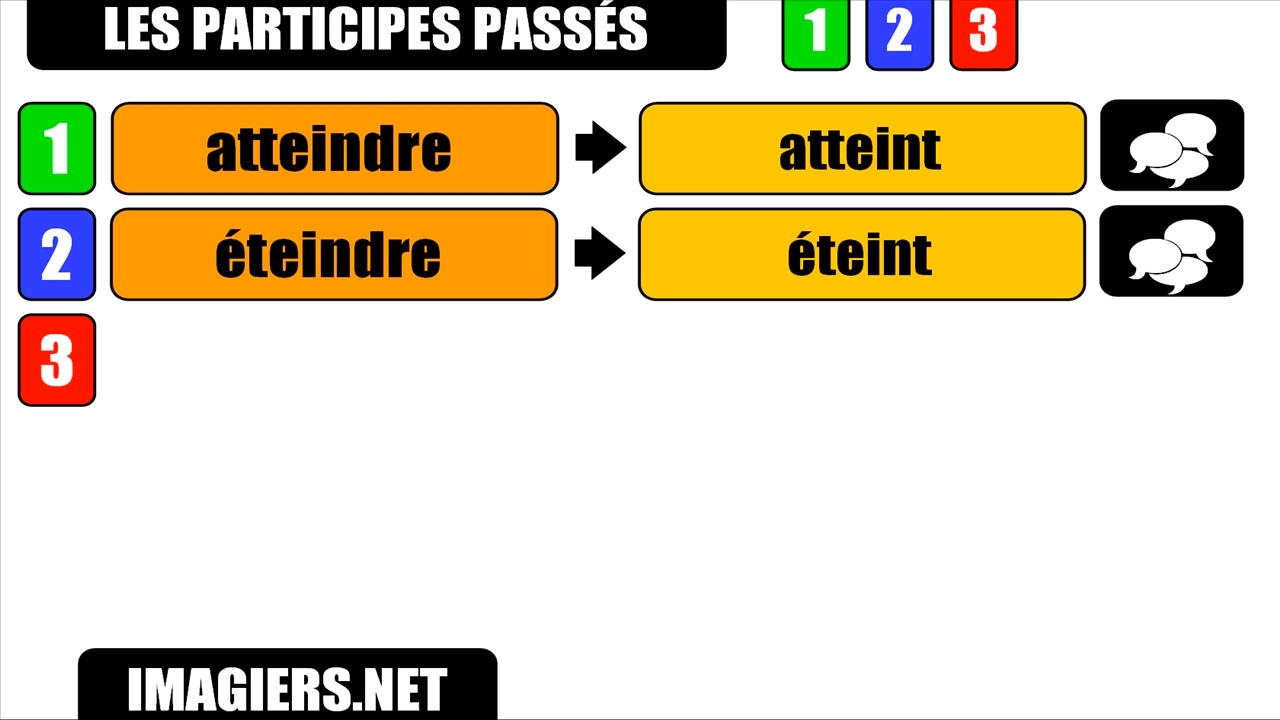 LES PARTICIPES PASSÉS 1 2 3
1 atteindre atteint
2 éteindre éteint
3
IMAGIERS.NET